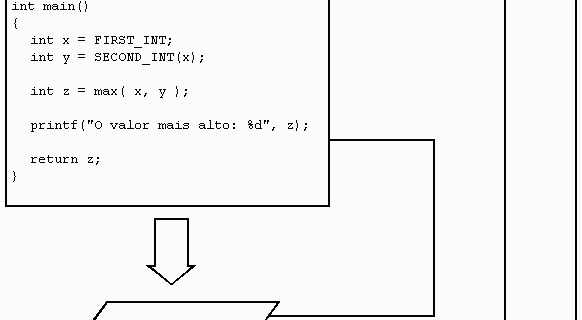 int main()
{
int x = FIRST_INT;
int y = SECOND_INT(x);
int z = max( x, y );
printf("O valor mais alto: %d", z);
return z;
}